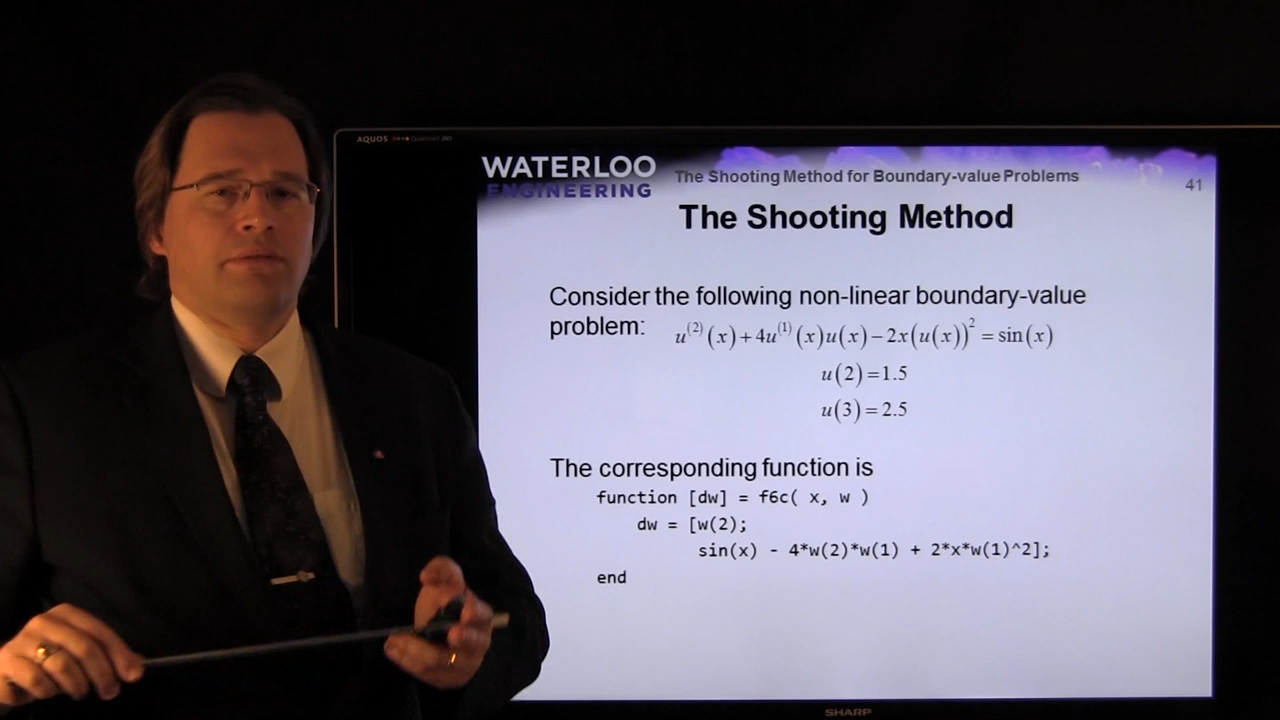 AQUOS
WATERLOO
ENGINEERING
The Shooting Method for Boundary-value Problems
41
The Shooting Method
Consider the following non-linear boundary-value
problem: u^(2)(x)+4u^(1)(x)u(x)−2x(u(x))^2=sin(x)
u(2)=1.5
u(3)=2.5
The corresponding function is
function [dw] = f6c( x, w )
dw = [w(2);
sin(x) - 4*w(2)*w(1) + 2*x*w(1)^2];
end
SHARP